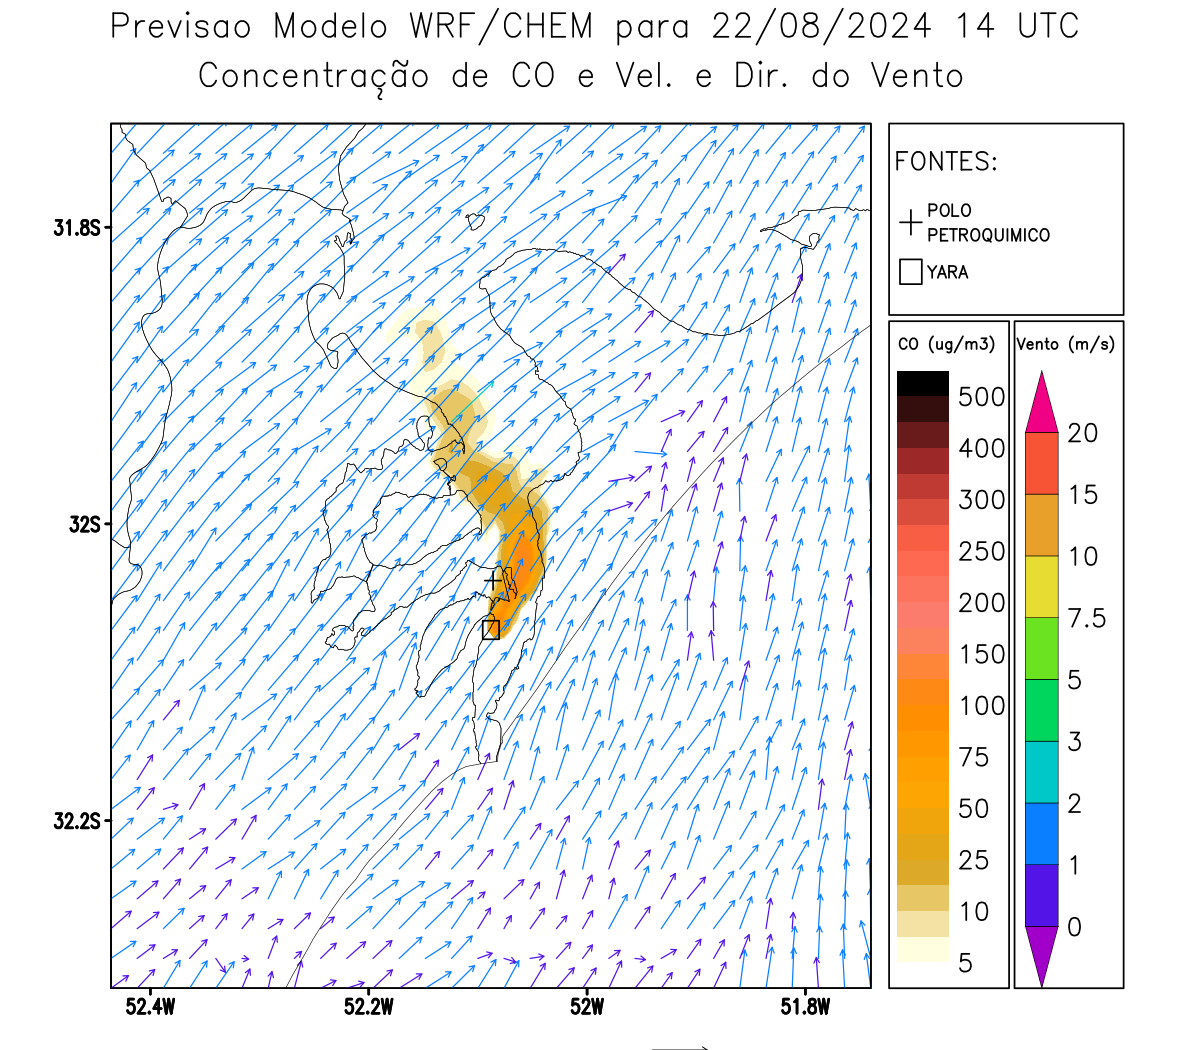 Previsao Modelo WRF/CHEM para 22/08/2024 14 UTC
Concentração de CO e Vel. e Dir. do Vento
FONTES:
POLO
PETROQUIMICO
YARA
CO (ug/m3)
500
400
300
250
200
150
100
75
50
25
10
5
Vento (m/s)
20
15
10
7.5
5
3
2
1
0
31.8S
32S
32.2S
52.4W
52.2W
52W
51.8W